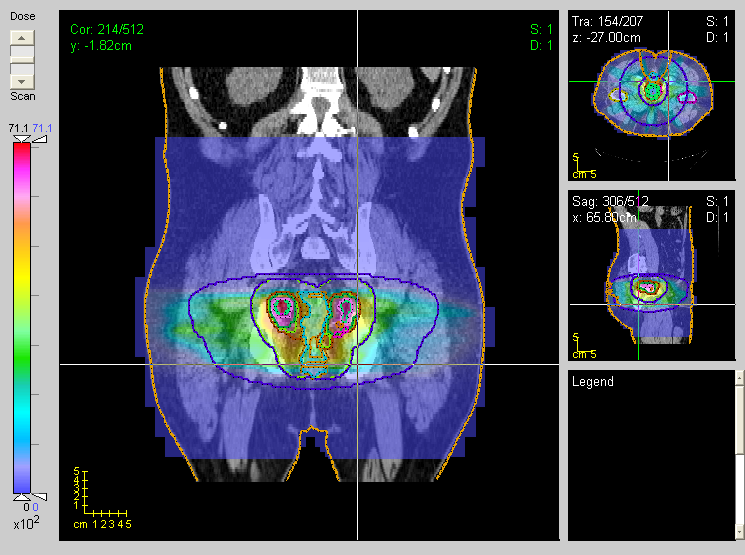 Dose
Scan
71.1 71.1
0 0
x10²
Cor: 214/512
y: -1.82cm
S: 1
D: 1
5
4
3
2
1
cm 1 2 3 4 5
Tra: 154/207
z: -27.00cm
S: 1
D: 1
5
cm 5
Sag: 306/512
x: 65.80cm
S: 1
D: 1
5
cm 5
Legend